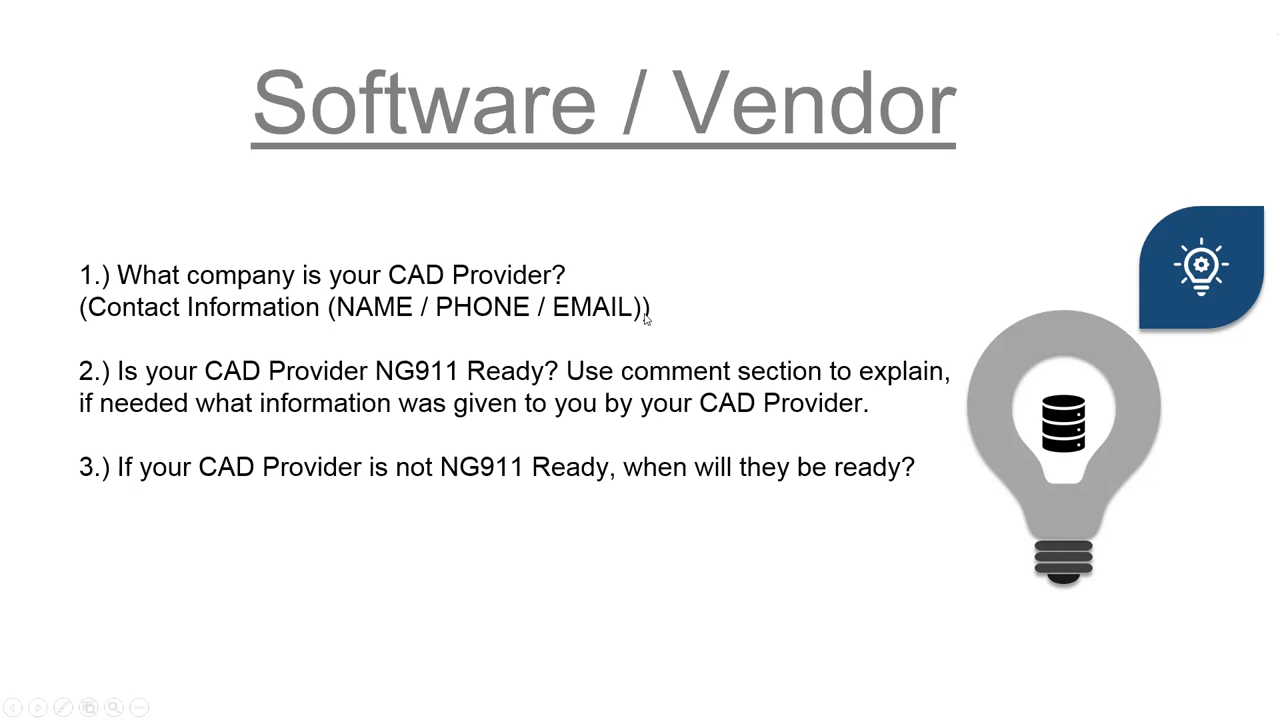 Software / Vendor
1.) What company is your CAD Provider?
(Contact Information (NAME / PHONE / EMAIL))
2.) Is your CAD Provider NG911 Ready? Use comment section to explain,
if needed what information was given to you by your CAD Provider.
3.) If your CAD Provider is not NG911 Ready, when will they be ready?